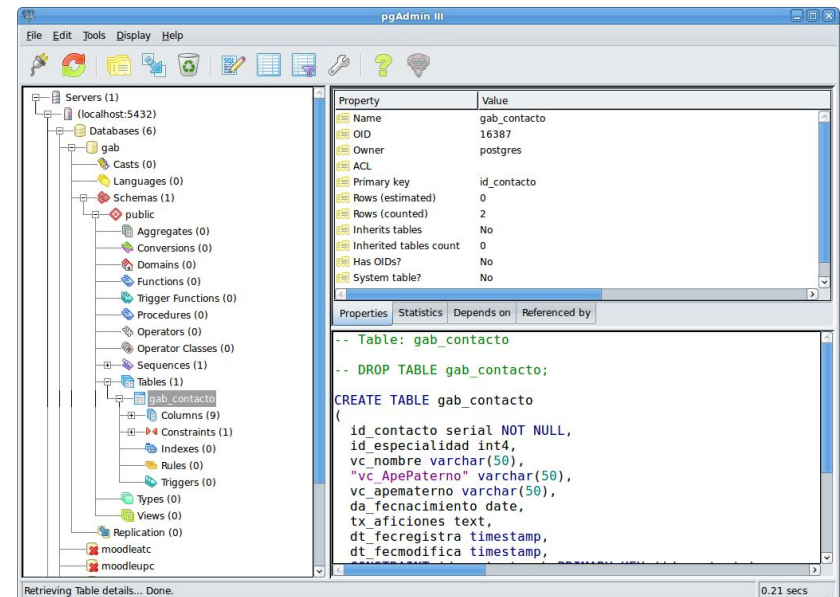 pgAdmin III
File Edit Tools Display Help
Servers (1)
(localhost:5432)
Databases (6)
gab
Casts (0)
Languages (0)
Schemas (1)
public
Aggregates (0)
Conversions (0)
Domains (0)
Functions (0)
Trigger Functions (0)
Procedures (0)
Operators (0)
Operator Classes (0)
Sequences (1)
Tables (1)
gab_contacto
Columns (9)
Constraints (1)
Indexes (0)
Rules (0)
Triggers (0)
Types (0)
Views (0)
Replication (0)
moodleatc
moodleupc
Property Value
Name gab_contacto
OID 16387
Owner postgres
ACL
Primary key id_contacto
Rows (estimated) 0
Rows (counted) 2
Inherits tables No
Inherited tables count 0
Has OIDs? No
System table? No
Properties Statistics Depends on Referenced by
-- Table: gab_contacto
-- DROP TABLE gab_contacto;
CREATE TABLE gab_contacto
(
id_contacto serial NOT NULL,
id_especialidad int4,
vc_nombre varchar(50),
"vc_ApePaterno" varchar(50),
vc_apematerno varchar(50),
da_fecnacimiento date,
tx_aficiones text,
dt_fecregistra timestamp,
dt_fecmodifica timestamp,
Retrieving Table details... Done. 0.21 secs